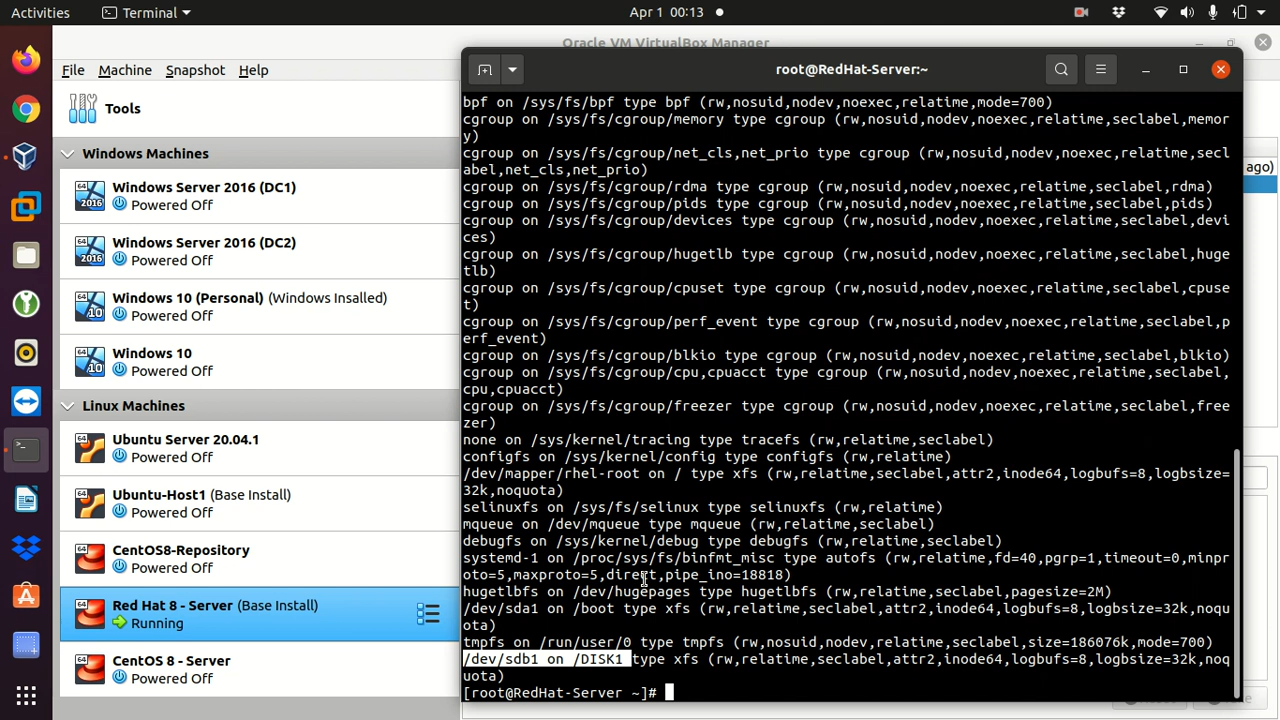 Activities
Terminal
Apr 1 00:13
Oracle VM VirtualBox Manager
File Machine Snapshot Help
Tools
Windows Machines
Windows Server 2016 (DC1)
Powered Off
Windows Server 2016 (DC2)
Powered Off
Windows 10 (Personal) (Windows Insalled)
Powered Off
Windows 10
Powered Off
Linux Machines
Ubuntu Server 20.04.1
Powered Off
Ubuntu-Host1 (Base Install)
Powered Off
CentOS8-Repository
Powered Off
Red Hat 8 - Server (Base Install)
Running
CentOS 8 - Server
Powered Off
ago)
root@RedHat-Server:~
bpf on /sys/fs/bpf type bpf (rw,nosuid,nodev,noexec,relatime,mode=700)
cgroup on /sys/fs/cgroup/memory type cgroup (rw,nosuid,nodev,noexec,relatime,seclabel,memor
y)
cgroup on /sys/fs/cgroup/net_cls,net_prio type cgroup (rw,nosuid,nodev,noexec,relatime,secl
abel,net_cls,net_prio)
cgroup on /sys/fs/cgroup/rdma type cgroup (rw,nosuid,nodev,noexec,relatime,seclabel,rdma)
cgroup on /sys/fs/cgroup/pids type cgroup (rw,nosuid,nodev,noexec,relatime,seclabel,pids)
cgroup on /sys/fs/cgroup/devices type cgroup (rw,nosuid,nodev,noexec,relatime,seclabel,devi
ces)
cgroup on /sys/fs/cgroup/hugetlb type cgroup (rw,nosuid,nodev,noexec,relatime,seclabel,huge
tlb)
cgroup on /sys/fs/cgroup/cpuset type cgroup (rw,nosuid,nodev,noexec,relatime,seclabel,cpuse
t)
cgroup on /sys/fs/cgroup/perf_event type cgroup (rw,nosuid,nodev,noexec,relatime,seclabel,p
erf_event)
cgroup on /sys/fs/cgroup/blkio type cgroup (rw,nosuid,nodev,noexec,relatime,seclabel,blkio)
cgroup on /sys/fs/cgroup/cpu,cpuacct type cgroup (rw,nosuid,nodev,noexec,relatime,seclabel,
cpu,cpuacct)
cgroup on /sys/fs/cgroup/freezer type cgroup (rw,nosuid,nodev,noexec,relatime,seclabel,free
zer)
none on /sys/kernel/tracing type tracefs (rw,relatime,seclabel)
configfs on /sys/kernel/config type configfs (rw,relatime)
/dev/mapper/rhel-root on / type xfs (rw,relatime,seclabel,attr2,inode64,logbufs=8,logbsize=
32k,noquota)
selinuxfs on /sys/fs/selinux type selinuxfs (rw,relatime)
mqueue on /dev/mqueue type mqueue (rw,relatime,seclabel)
debugfs on /sys/kernel/debug type debugfs (rw,relatime,seclabel)
systemd-1 on /proc/sys/fs/binfmt_misc type autofs (rw,relatime,fd=40,pgrp=1,timeout=0,minpr
oto=5,maxproto=5,direct,pipe_ino=18818)
hugetlbfs on /dev/hugepages type hugetlbfs (rw,relatime,seclabel,pagesize=2M)
/dev/sda1 on /boot type xfs (rw,relatime,seclabel,attr2,inode64,logbufs=8,logbsize=32k,noqu
ota)
tmpfs on /run/user/0 type tmpfs (rw,nosuid,nodev,relatime,seclabel,size=186076k,mode=700)
/dev/sdb1 on /DISK1 type xfs (rw,relatime,seclabel,attr2,inode64,logbufs=8,logbsize=32k,noq
uota)
[root@RedHat-Server ~]#